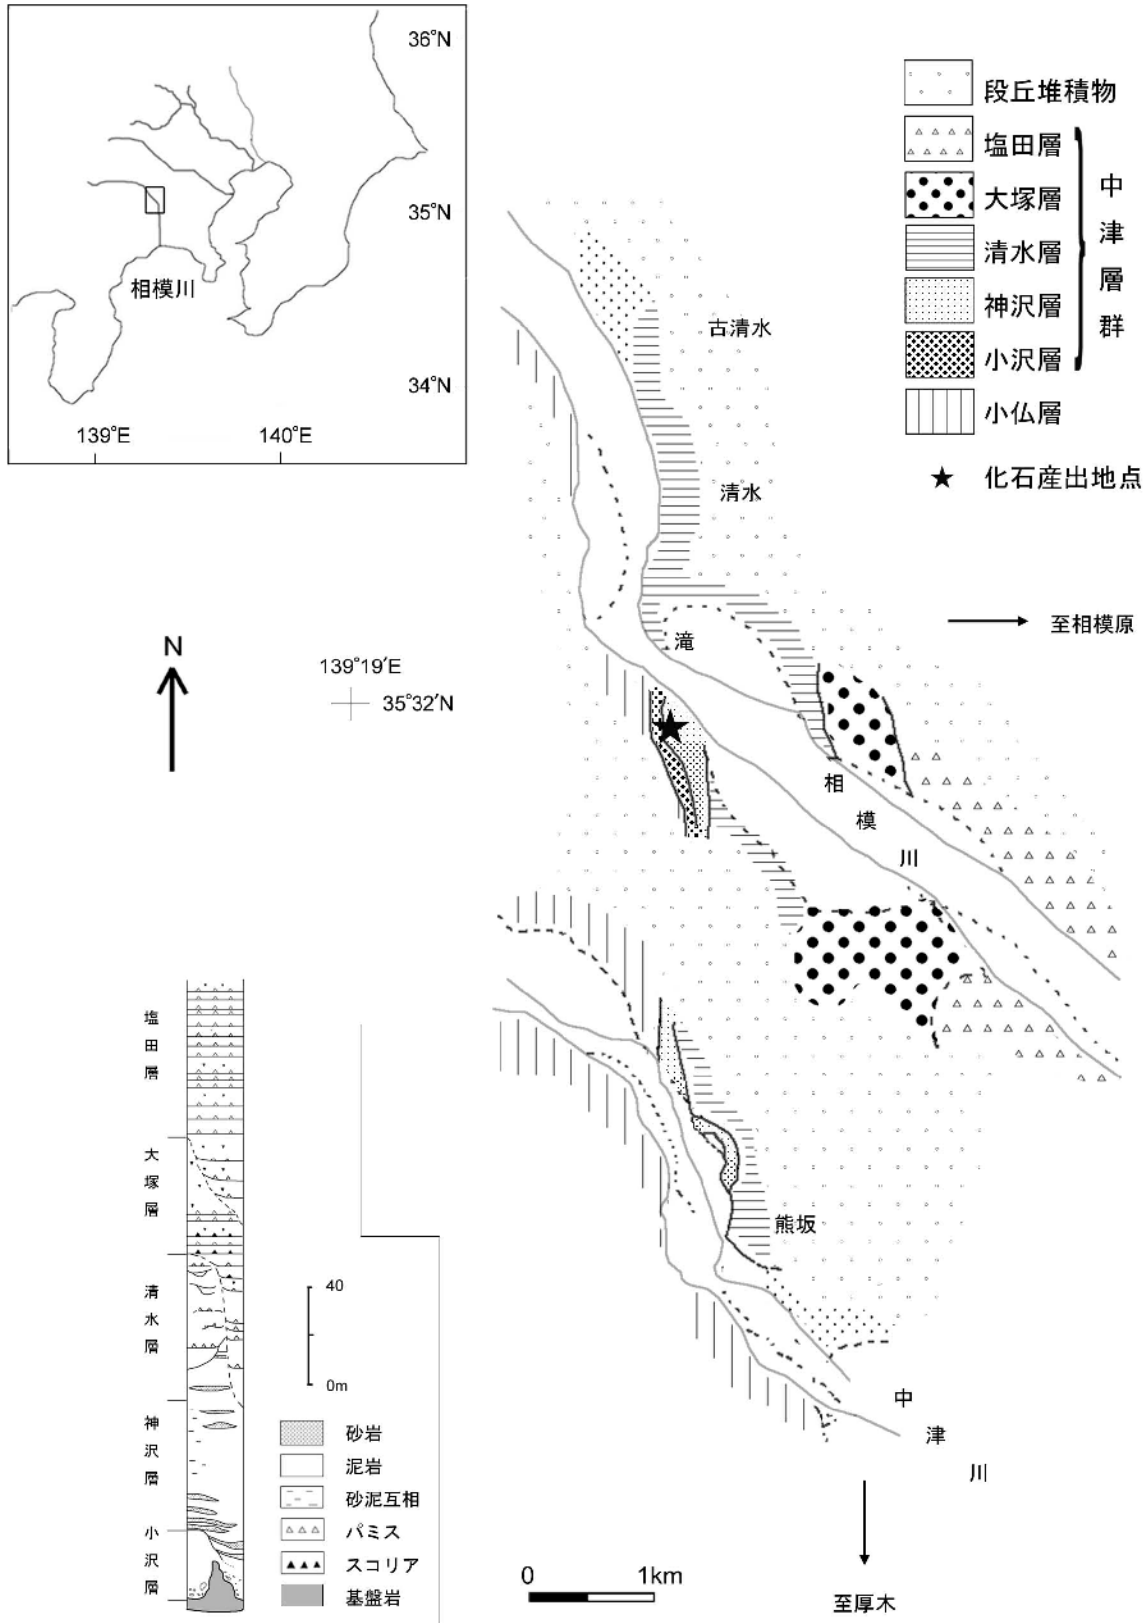 36°N
35°N
34°N
139°E
140°E
相模川
段丘堆積物
塩田層
大塚層
清水層
神沢層
小沢層
小仏層
中津層群
化石産出地点
古清水
清水
滝
至相模原
N
139°19′E
35°32′N
相模川
熊坂
中津川
至厚木
0 1km
塩田層
大塚層
清水層
神沢層
小沢層
40
0m
砂岩
泥岩
砂泥互相
パミス
スコリア
基盤岩